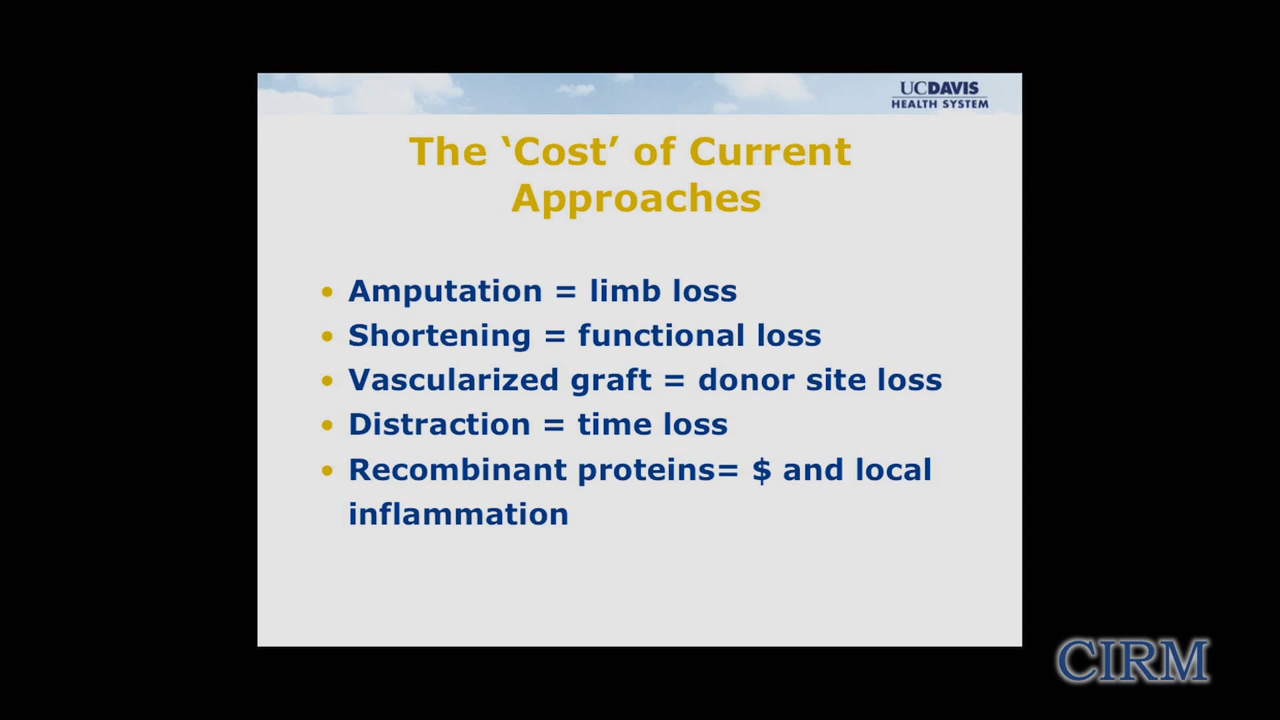 UCDAVIS
HEALTH SYSTEM
The ‘Cost’ of Current
Approaches
• Amputation = limb loss
• Shortening = functional loss
• Vascularized graft = donor site loss
• Distraction = time loss
• Recombinant proteins= $ and local
inflammation
CIRM